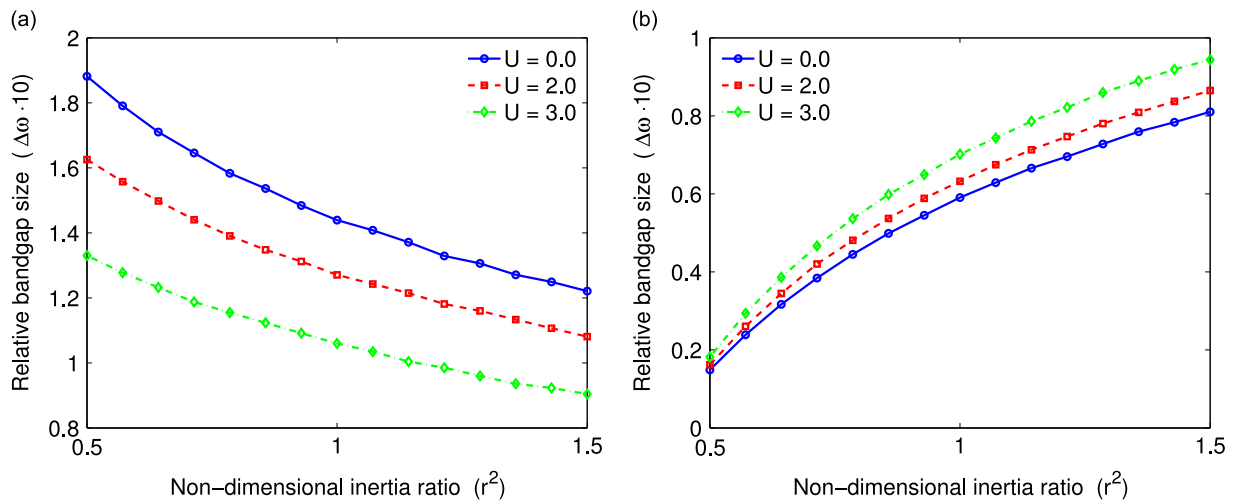 (a)
2
1.8
1.6
1.4
1.2
1
0.8
Relative bandgap size ( Δω ·10)
U = 0.0
U = 2.0
U = 3.0
0.5
1
1.5
Non−dimensional inertia ratio (r²)
(b)
1
0.8
0.6
0.4
0.2
0
Relative bandgap size ( Δω ·10)
U = 0.0
U = 2.0
U = 3.0
0.5
1
1.5
Non−dimensional inertia ratio (r²)